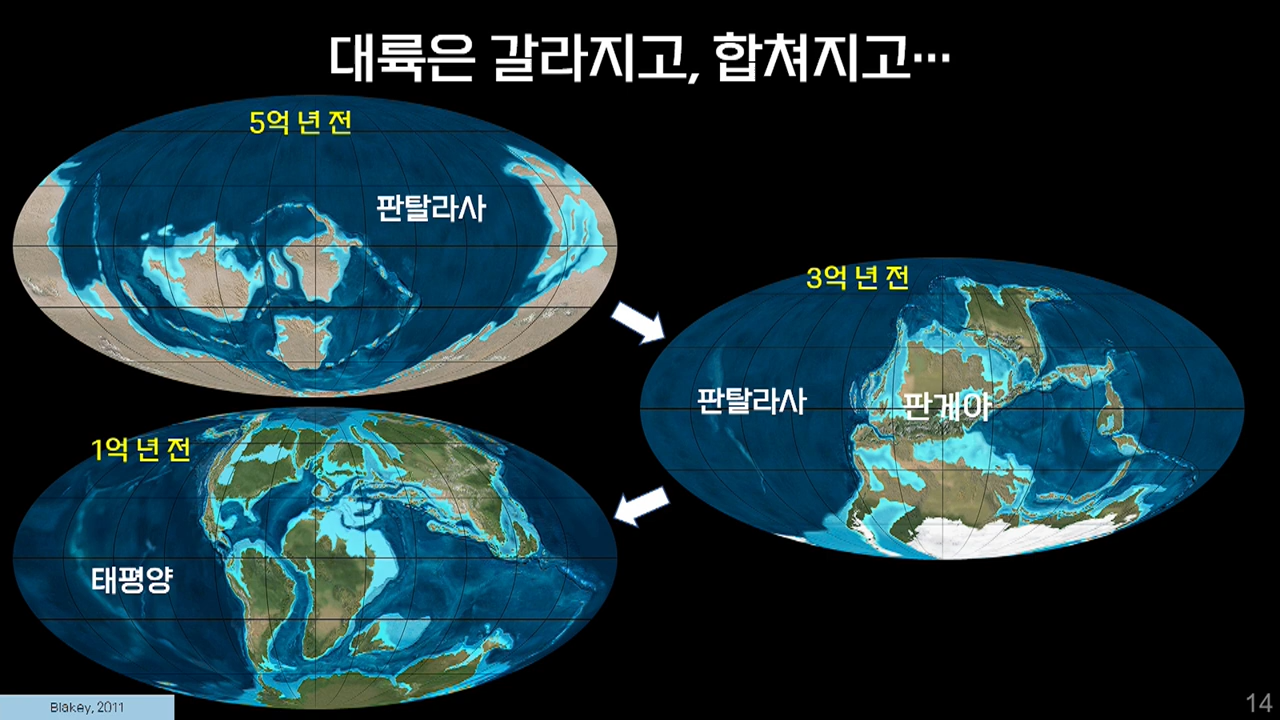 대륙은 갈라지고, 합쳐지고…
5억 년 전
판탈라사
3억 년 전
판탈라사
판게아
1억 년 전
태평양
Blakey, 2011
14